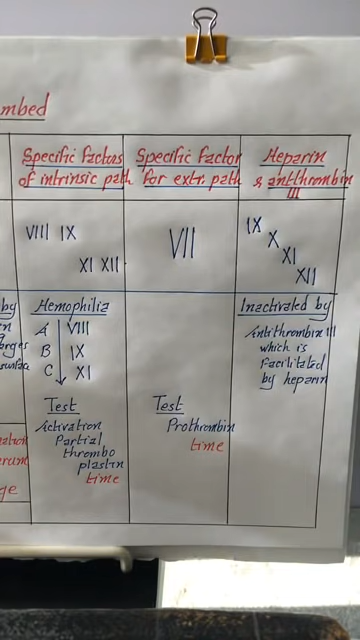 mbed
Specific factors
of intrinsic path
Specific factor
for extr. path
Heparin
& antthrombin
III
VIII IX
XI XII
VII
IX
X
XI
XII
by
Hemophilia
A VIII
B IX
C XI
Test
Activation
Partial
thrombo
plastin
time
Test
Prothrombin
time
Inactivated by
Antithrombin III
which is
facilitated
by heparin